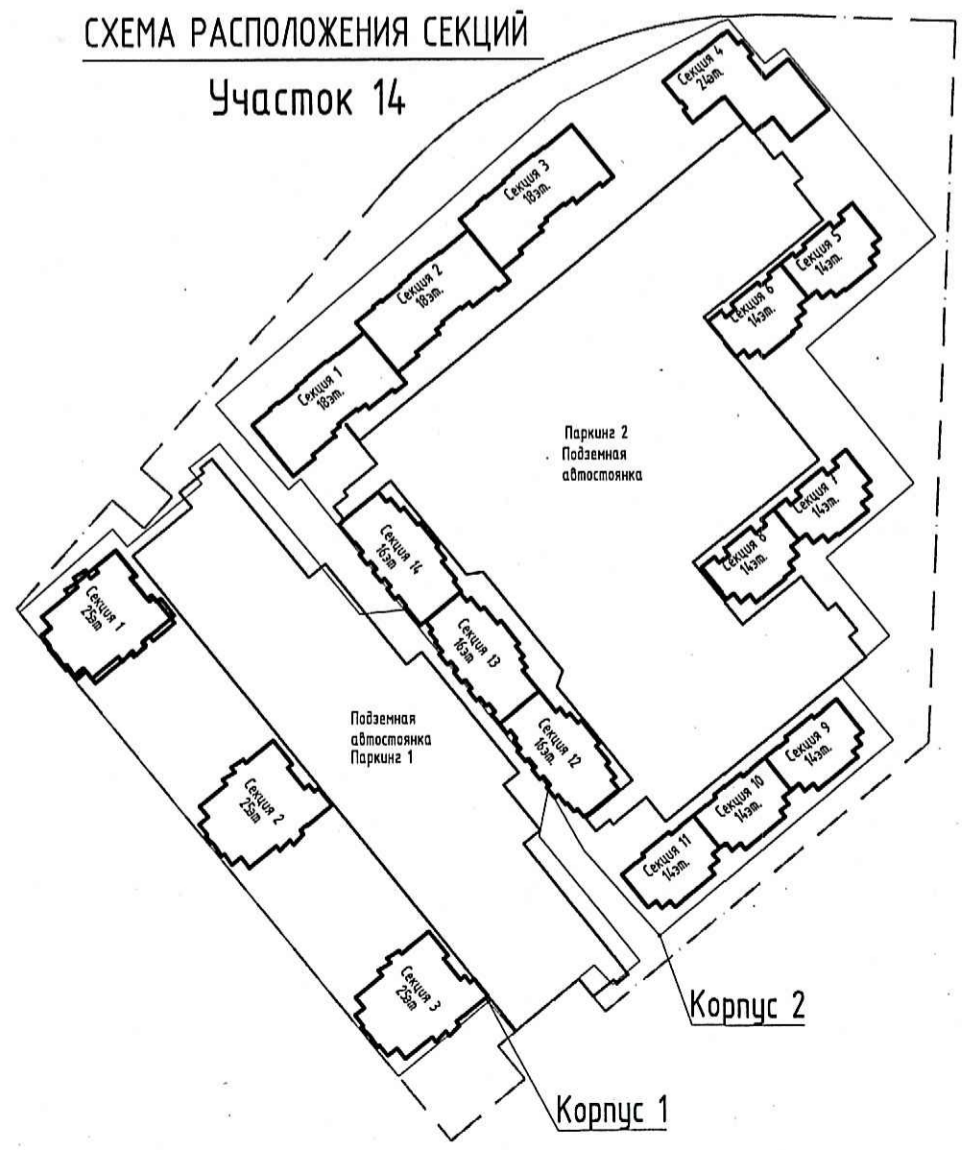 СХЕМА РАСПОЛОЖЕНИЯ СЕКЦИЙ
Участок 14
Секция 4
24эт.
Секция 3
18эт.
Секция 2
18эт.
Секция 1
18эт.
Секция 5
14эт.
Секция 6
14эт.
Паркинг 2
Подземная
автостоянка
Секция 7
14эт.
Секция 8
14эт.
Секция 14
16эт
Секция 13
16эт
Секция 12
16эт.
Секция 1
25эт
Подземная
автостоянка
Паркинг 1
Секция 2
25эт
Секция 9
14эт.
Секция 10
14эт.
Секция 11
14эт.
Секция 3
25эт
Корпус 2
Корпус 1